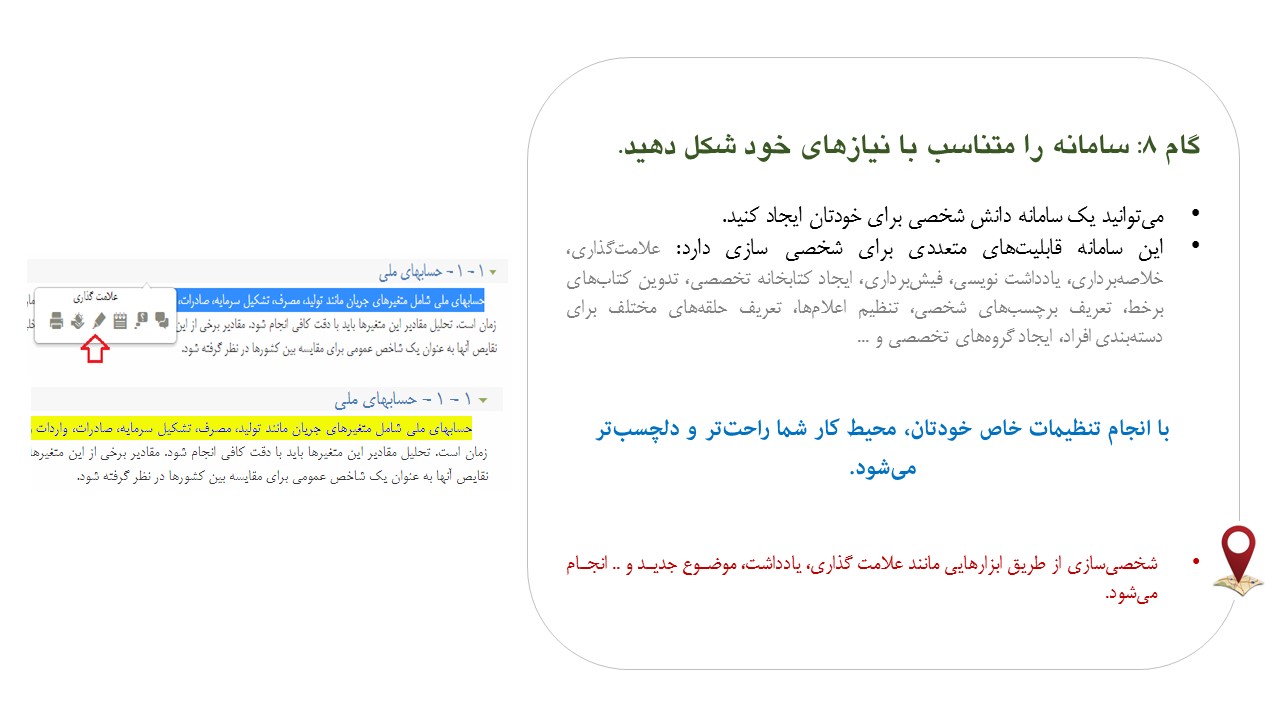 گام ۸: سامانه را متناسب با نیازهای خود شکل دهید.
• می‌توانید یک سامانه دانش شخصی برای خودتان ایجاد کنید.
• این سامانه قابلیت‌های متعددی برای شخصی سازی دارد: علامت‌گذاری،
خلاصه‌برداری، یادداشت نویسی، فیش‌برداری، ایجاد کتابخانه تخصصی، تدوین کتاب‌های
برخط، تعریف برچسب‌های شخصی، تنظیم اعلام‌ها، تعریف حلقه‌های مختلف برای
دسته‌بندی افراد، ایجاد گروه‌های تخصصی و ...
با انجام تنظیمات خاص خودتان، محیط کار شما راحت‌تر و دلچسب‌تر
می‌شود.
• شخصی‌سازی از طریق ابزارهایی مانند علامت گذاری، یادداشت، موضوع جدید و .. انجام
می‌شود.
۱ - ۱ - حسابهای ملی
حسابهای ملی شامل متغیرهای جریان مانند تولید، مصرف، تشکیل سرمایه، صادرات،
علامت گذاری
زمان است. تحلیل مقادیر این متغیرها باید با دقت کافی انجام شود. مقادیر برخی از این
نقایص آنها به عنوان یک شاخص عمومی برای مقایسه بین کشورها در نظر گرفته شود.
۱ - ۱ - حسابهای ملی
حسابهای ملی شامل متغیرهای جریان مانند تولید، مصرف، تشکیل سرمایه، صادرات، واردات
زمان است. تحلیل مقادیر این متغیرها باید با دقت کافی انجام شود. مقادیر برخی از این متغیرها
نقایص آنها به عنوان یک شاخص عمومی برای مقایسه بین کشورها در نظر گرفته شود.